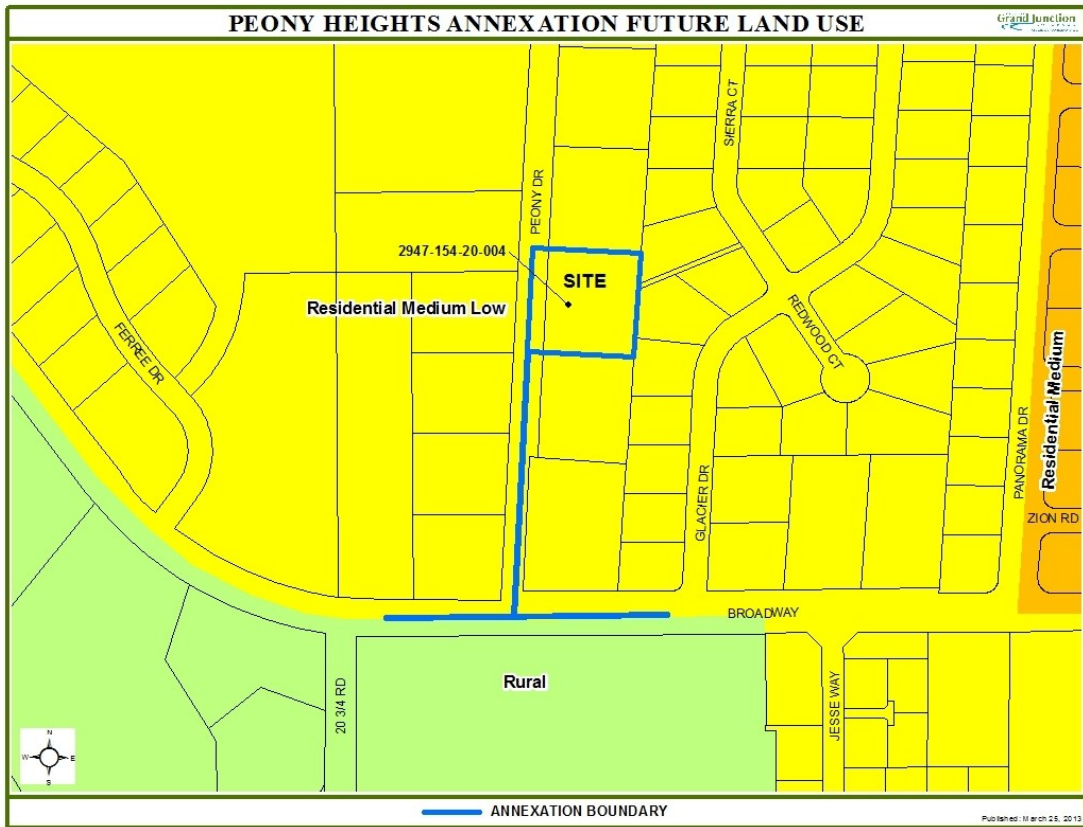 PEONY HEIGHTS ANNEXATION FUTURE LAND USE
Grand Junction
SIERRA CT
PEONY DR
2947-154-20-004
SITE
Residential Medium Low
FERREE DR
REDWOOD CT
Residential Medium
PANORAMA DR
GLACIER DR
ZION RD
BROADWAY
Rural
20 3/4 RD
JESSE WAY
N
W
E
S
ANNEXATION BOUNDARY
Published: March 25, 2013